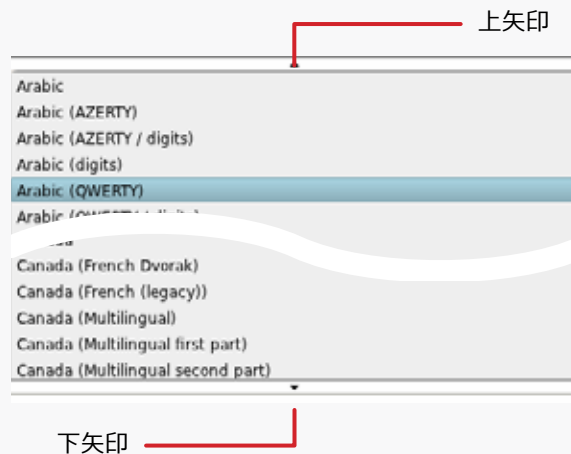 上矢印
Arabic
Arabic (AZERTY)
Arabic (AZERTY / digits)
Arabic (digits)
Arabic (QWERTY)
Arabic
Canada (French Dvorak)
Canada (French (legacy))
Canada (Multilingual)
Canada (Multilingual first part)
Canada (Multilingual second part)
下矢印